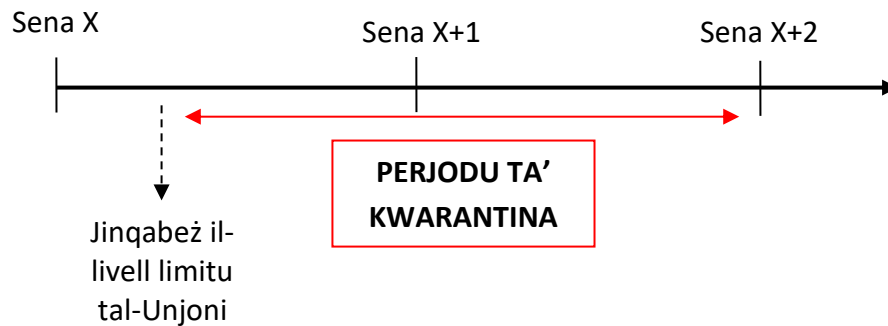 Sena X
Sena X+1
Sena X+2
PERJODU TA’
KWARANTINA
Jinqabeż il-
livell limitu
tal-Unjoni